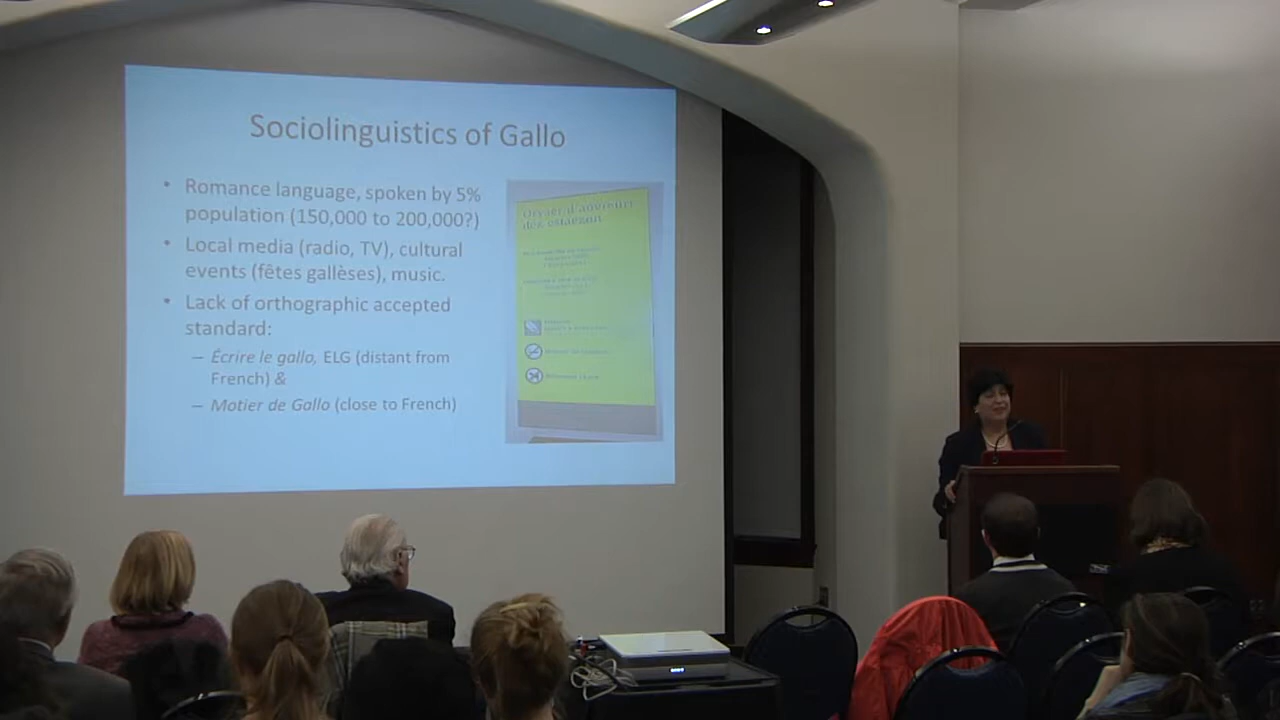 Sociolinguistics of Gallo
• Romance language, spoken by 5%
population (150,000 to 200,000?)
• Local media (radio, TV), cultural
events (fêtes gallèses), music.
• Lack of orthographic accepted
standard:
– Écrire le gallo, ELG (distant from
French) &
– Motier de Gallo (close to French)